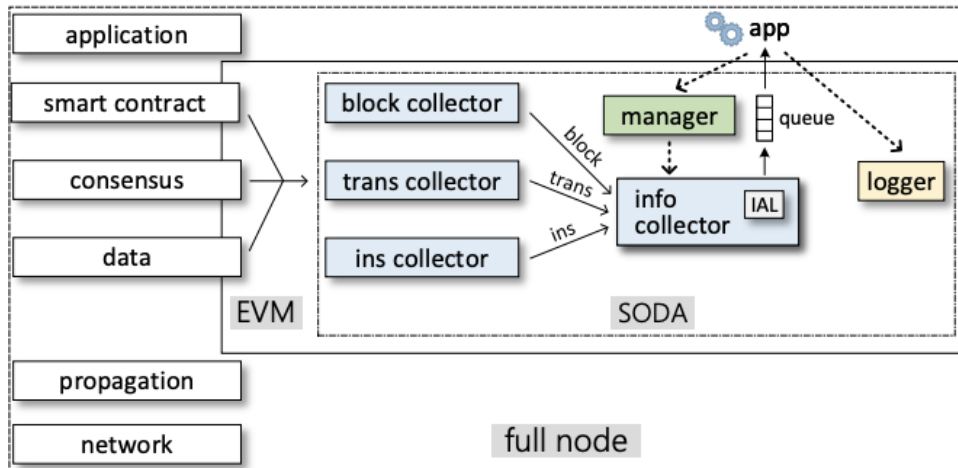 application
smart contract
consensus
data
propagation
network
EVM
block collector
trans collector
ins collector
block
trans
ins
app
manager
queue
info
collector
IAL
logger
SODA
full node